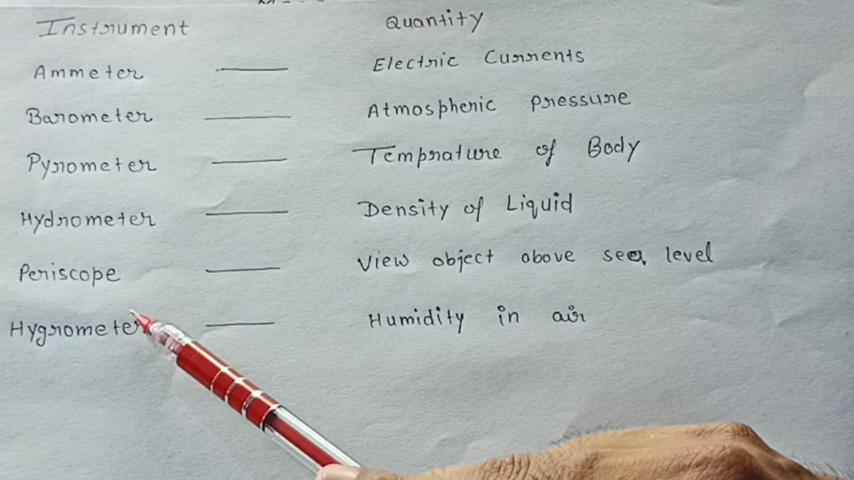 Instrument Quantity
Ammeter Electric Currents
Barometer Atmospheric pressure
Pyrometer Temprature of Body
Hydrometer Density of Liquid
Periscope View object above sea level
Hygrometer Humidity in air